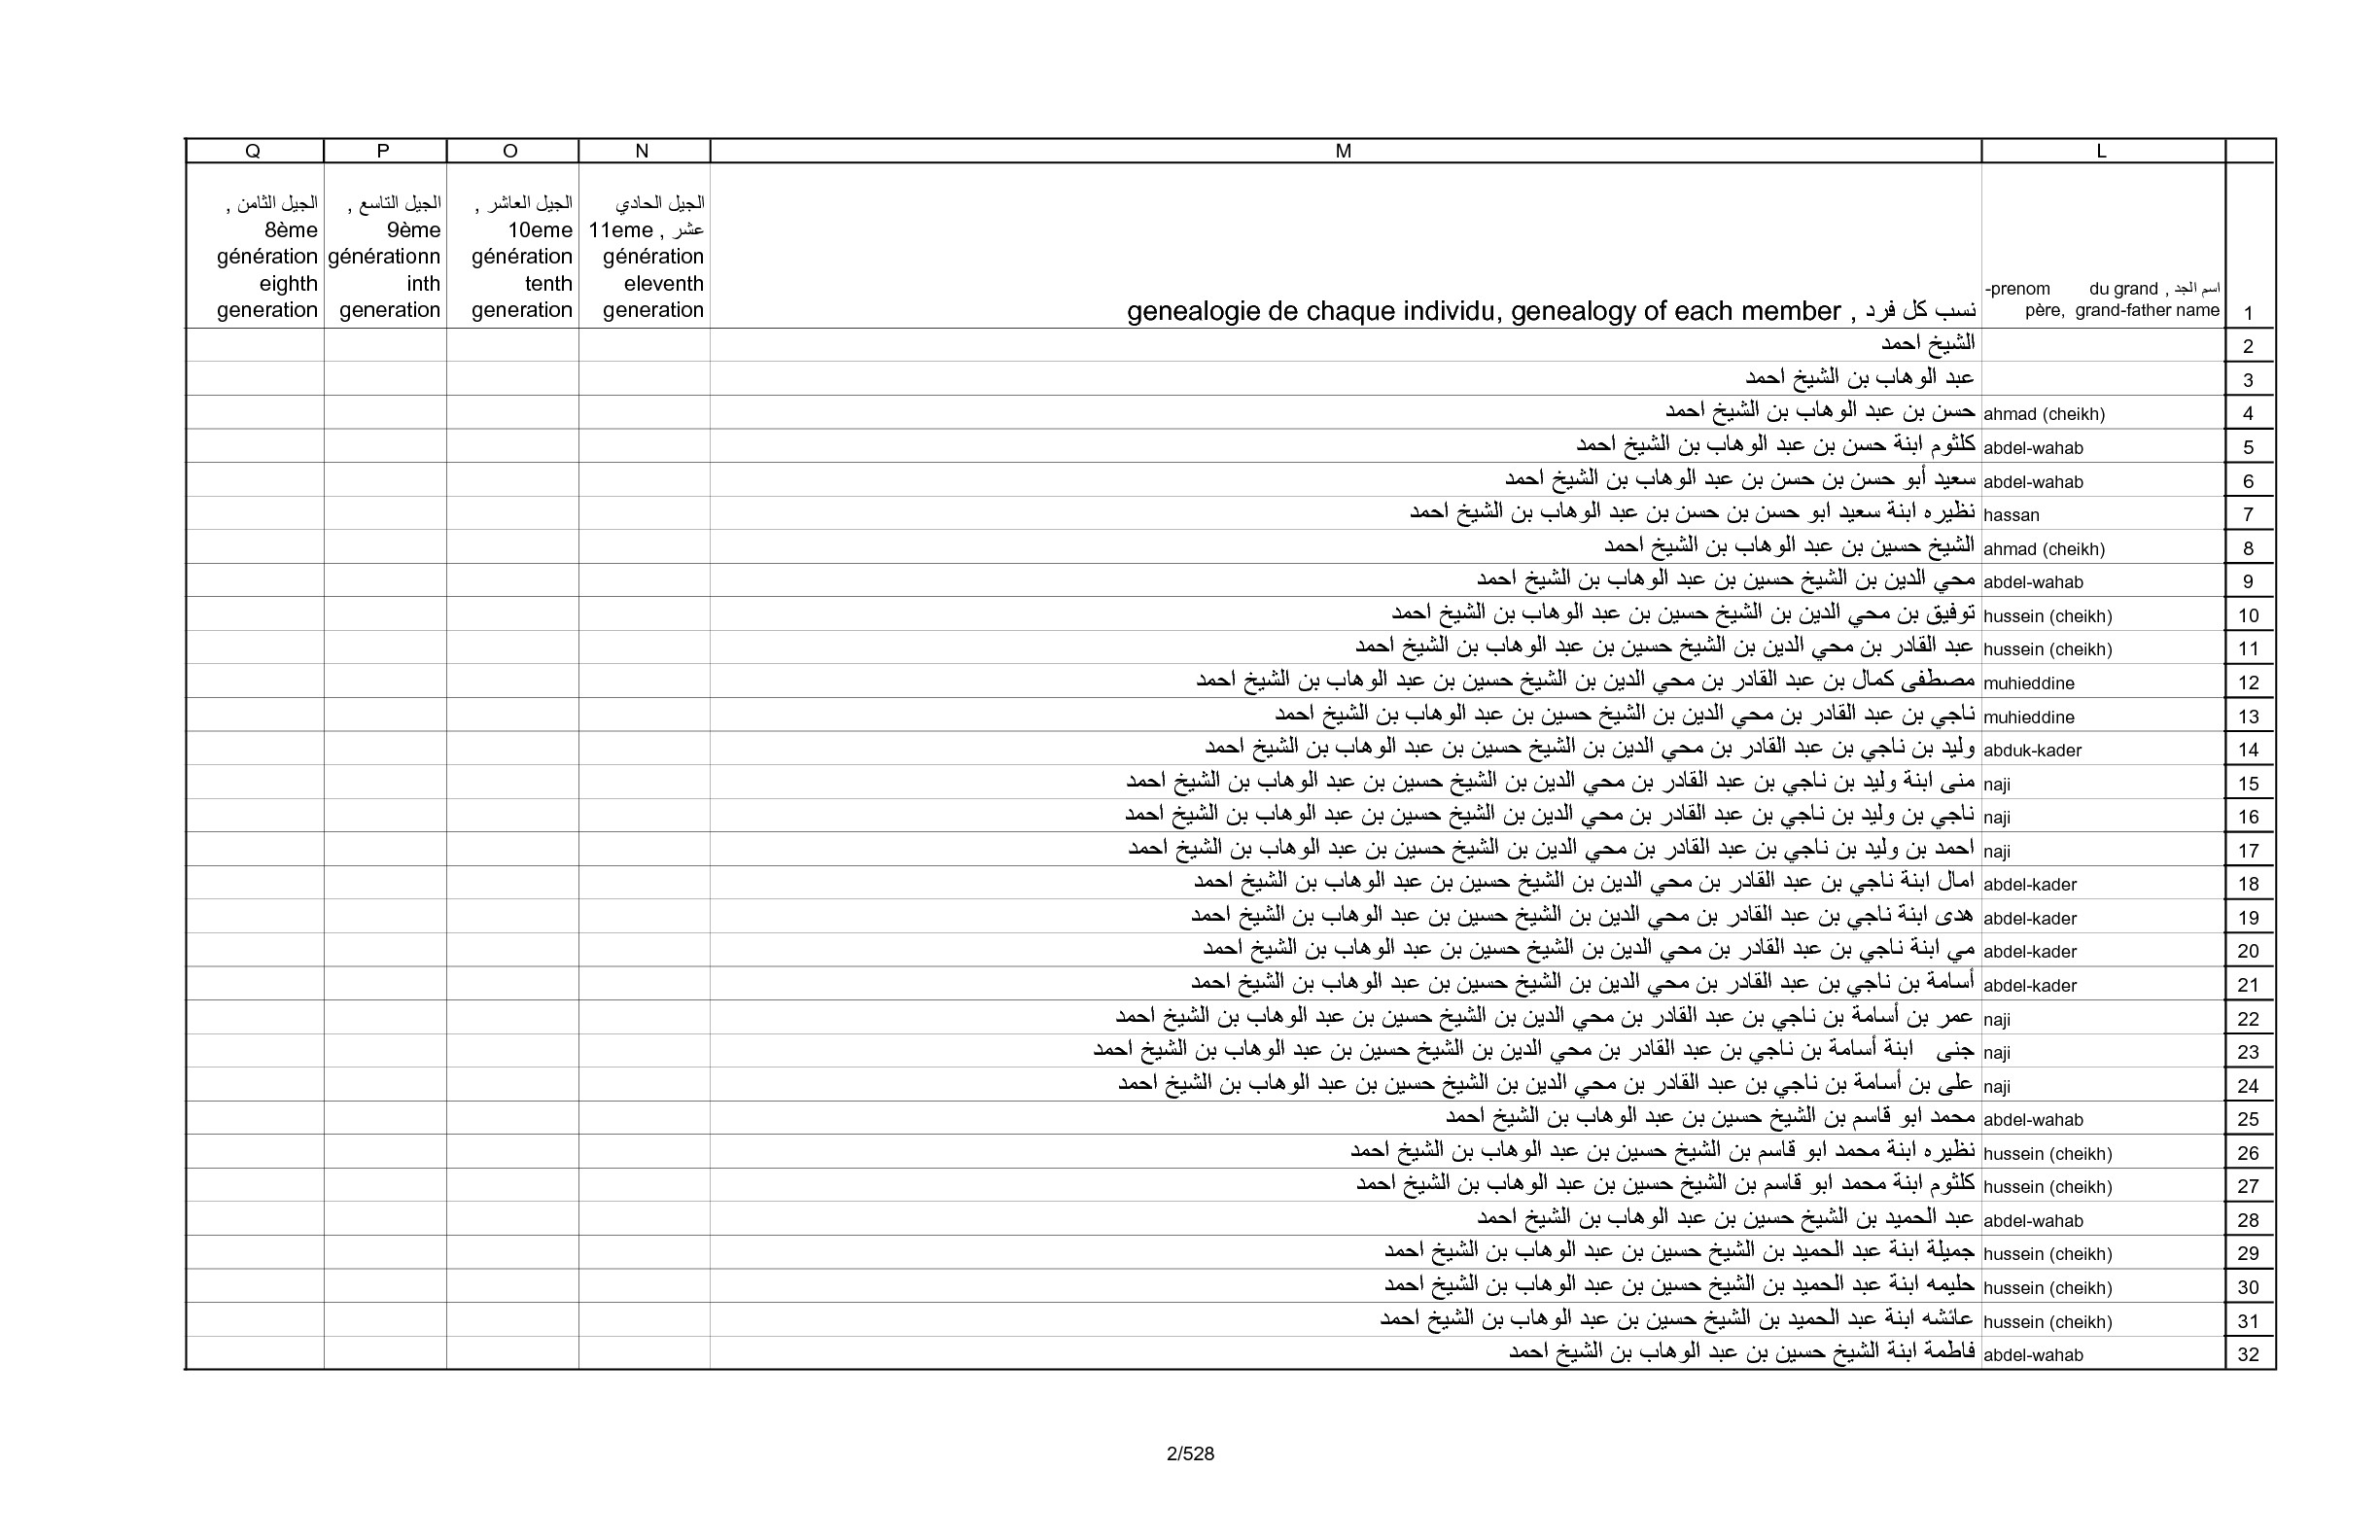 L M N O P Q
1 اسم الجد , prenom- du grand père, grand-father name نسب كل فرد , genealogie de chaque individu, genealogy of each member الجيل الحادي عشر , 11eme génération eleventh generation الجيل العاشر , 10eme génération tenth generation الجيل التاسع , 9ème générationn inth generation الجيل الثامن , 8ème génération eighth generation
2 الشيخ احمد
3 عبد الوهاب بن الشيخ احمد
4 ahmad (cheikh) حسن بن عبد الوهاب بن الشيخ احمد
5 abdel-wahab كلثوم ابنة حسن بن عبد الوهاب بن الشيخ احمد
6 abdel-wahab سعيد أبو حسن بن حسن بن عبد الوهاب بن الشيخ احمد
7 hassan نظيره ابنة سعيد ابو حسن بن حسن بن عبد الوهاب بن الشيخ احمد
8 ahmad (cheikh) الشيخ حسين بن عبد الوهاب بن الشيخ احمد
9 abdel-wahab محي الدين بن الشيخ حسين بن عبد الوهاب بن الشيخ احمد
10 hussein (cheikh) توفيق بن محي الدين بن الشيخ حسين بن عبد الوهاب بن الشيخ احمد
11 hussein (cheikh) عبد القادر بن محي الدين بن الشيخ حسين بن عبد الوهاب بن الشيخ احمد
12 muhieddine مصطفى كمال بن عبد القادر بن محي الدين بن الشيخ حسين بن عبد الوهاب بن الشيخ احمد
13 muhieddine ناجي بن عبد القادر بن محي الدين بن الشيخ حسين بن عبد الوهاب بن الشيخ احمد
14 abduk-kader وليد بن ناجي بن عبد القادر بن محي الدين بن الشيخ حسين بن عبد الوهاب بن الشيخ احمد
15 naji منى ابنة وليد بن ناجي بن عبد القادر بن محي الدين بن الشيخ حسين بن عبد الوهاب بن الشيخ احمد
16 naji ناجي بن وليد بن ناجي بن عبد القادر بن محي الدين بن الشيخ حسين بن عبد الوهاب بن الشيخ احمد
17 naji احمد بن وليد بن ناجي بن عبد القادر بن محي الدين بن الشيخ حسين بن عبد الوهاب بن الشيخ احمد
18 abdel-kader امال ابنة ناجي بن عبد القادر بن محي الدين بن الشيخ حسين بن عبد الوهاب بن الشيخ احمد
19 abdel-kader هدى ابنة ناجي بن عبد القادر بن محي الدين بن الشيخ حسين بن عبد الوهاب بن الشيخ احمد
20 abdel-kader مي ابنة ناجي بن عبد القادر بن محي الدين بن الشيخ حسين بن عبد الوهاب بن الشيخ احمد
21 abdel-kader أسامة بن ناجي بن عبد القادر بن محي الدين بن الشيخ حسين بن عبد الوهاب بن الشيخ احمد
22 naji عمر بن أسامة بن ناجي بن عبد القادر بن محي الدين بن الشيخ حسين بن عبد الوهاب بن الشيخ احمد
23 naji جنى ابنة أسامة بن ناجي بن عبد القادر بن محي الدين بن الشيخ حسين بن عبد الوهاب بن الشيخ احمد
24 naji على بن أسامة بن ناجي بن عبد القادر بن محي الدين بن الشيخ حسين بن عبد الوهاب بن الشيخ احمد
25 abdel-wahab محمد ابو قاسم بن الشيخ حسين بن عبد الوهاب بن الشيخ احمد
26 hussein (cheikh) نظيره ابنة محمد ابو قاسم بن الشيخ حسين بن عبد الوهاب بن الشيخ احمد
27 hussein (cheikh) كلثوم ابنة محمد ابو قاسم بن الشيخ حسين بن عبد الوهاب بن الشيخ احمد
28 abdel-wahab عبد الحميد بن الشيخ حسين بن عبد الوهاب بن الشيخ احمد
29 hussein (cheikh) جميلة ابنة عبد الحميد بن الشيخ حسين بن عبد الوهاب بن الشيخ احمد
30 hussein (cheikh) حليمه ابنة عبد الحميد بن الشيخ حسين بن عبد الوهاب بن الشيخ احمد
31 hussein (cheikh) عائشه ابنة عبد الحميد بن الشيخ حسين بن عبد الوهاب بن الشيخ احمد
32 abdel-wahab فاطمة ابنة الشيخ حسين بن عبد الوهاب بن الشيخ احمد
2/528